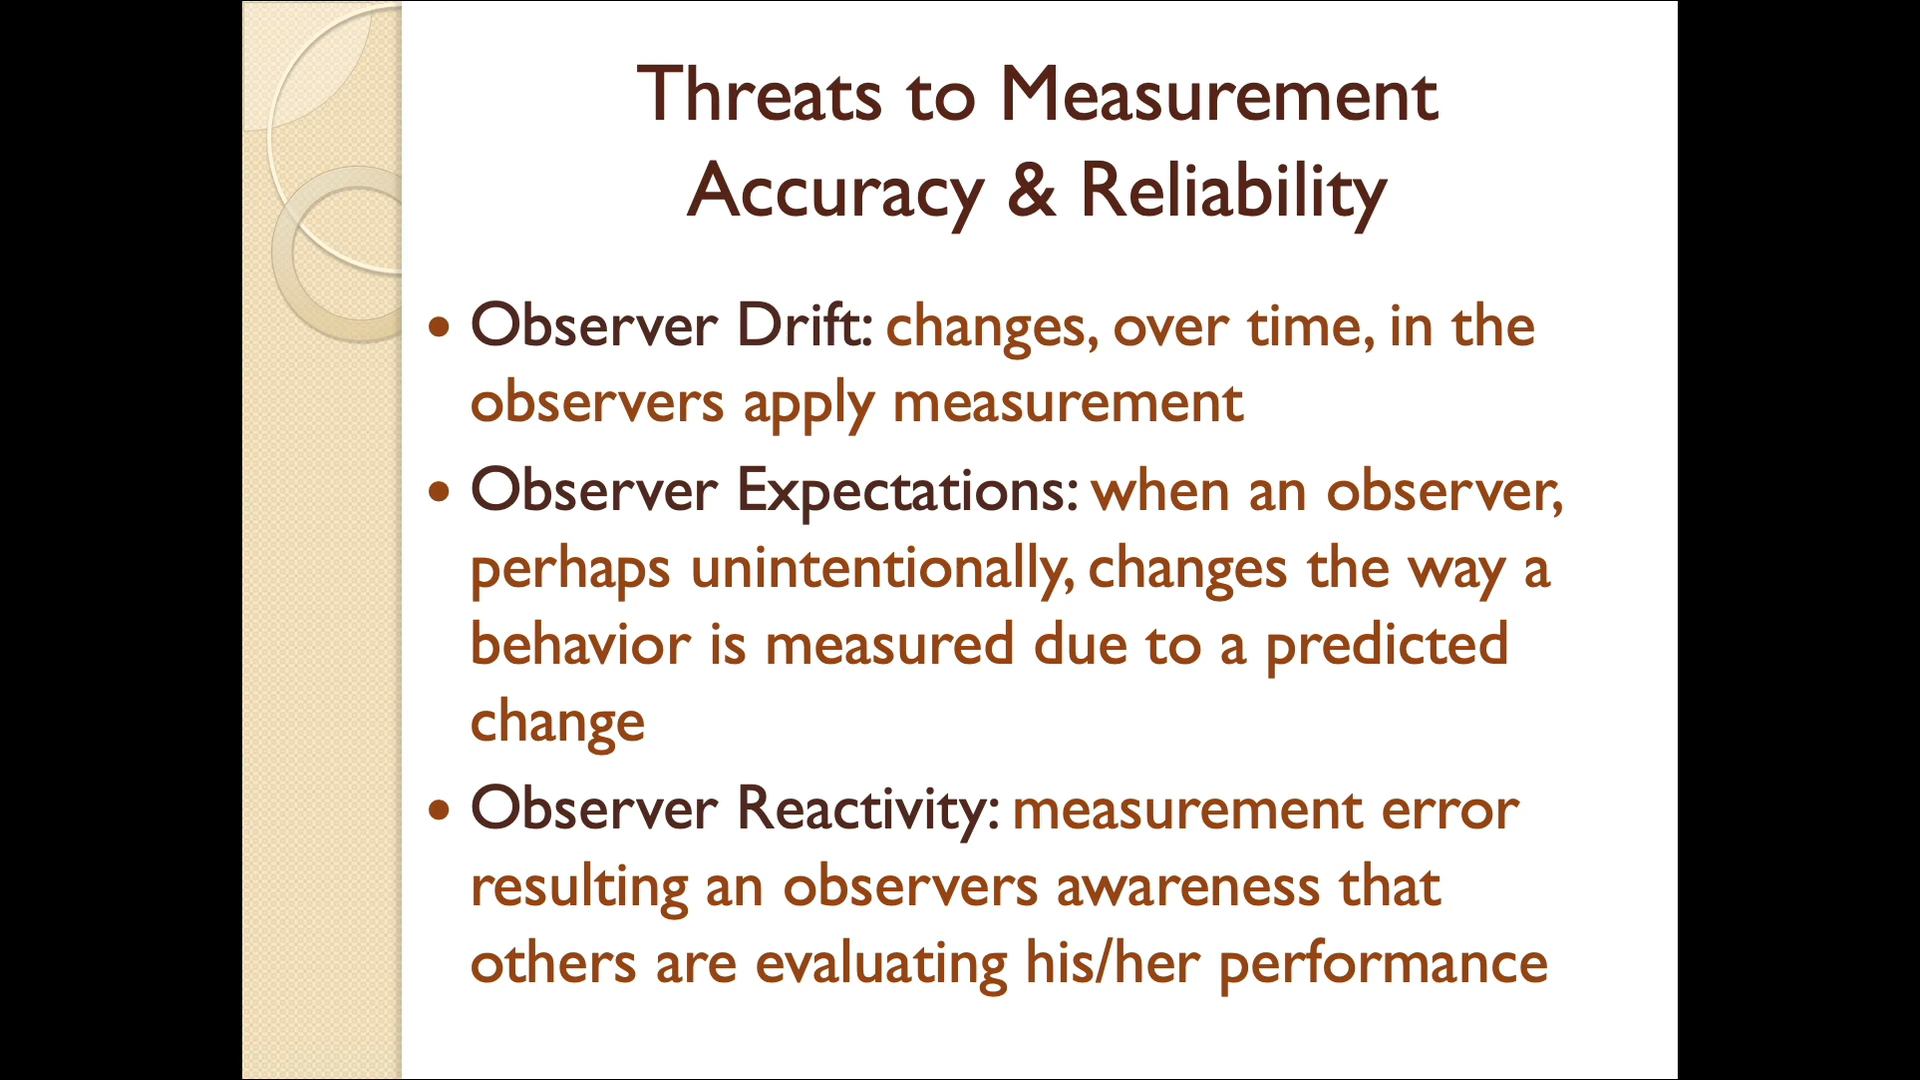 Threats to Measurement
Accuracy & Reliability
• Observer Drift: changes, over time, in the
observers apply measurement
• Observer Expectations: when an observer,
perhaps unintentionally, changes the way a
behavior is measured due to a predicted
change
• Observer Reactivity: measurement error
resulting an observers awareness that
others are evaluating his/her performance